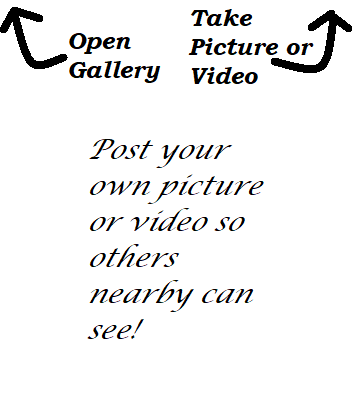 Open
Gallery
Take
Picture or
Video
Post your
own picture
or video so
others
nearby can
see!